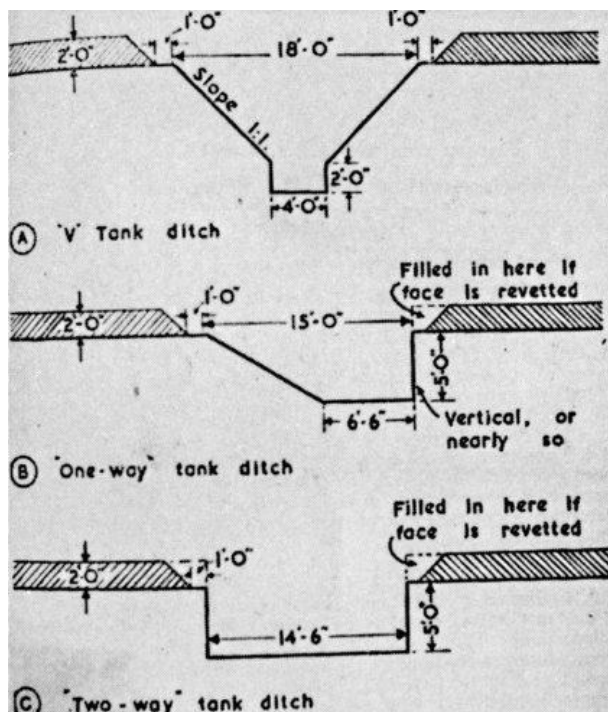 1'-0"
1'-0"
2'-0"
18'-0"
Slope 1:1.
2'-0"
4'-0"
A "V" Tank ditch
Filled in here if
face is revetted
1'-0"
2'-0"
15'-0"
5'-0"
6'-6"
Vertical, or
nearly so
B "One-way" tank ditch
Filled in here if
face is revetted
1'-0"
2'-0"
14'-6"
5'-0"
C "Two-way" tank ditch